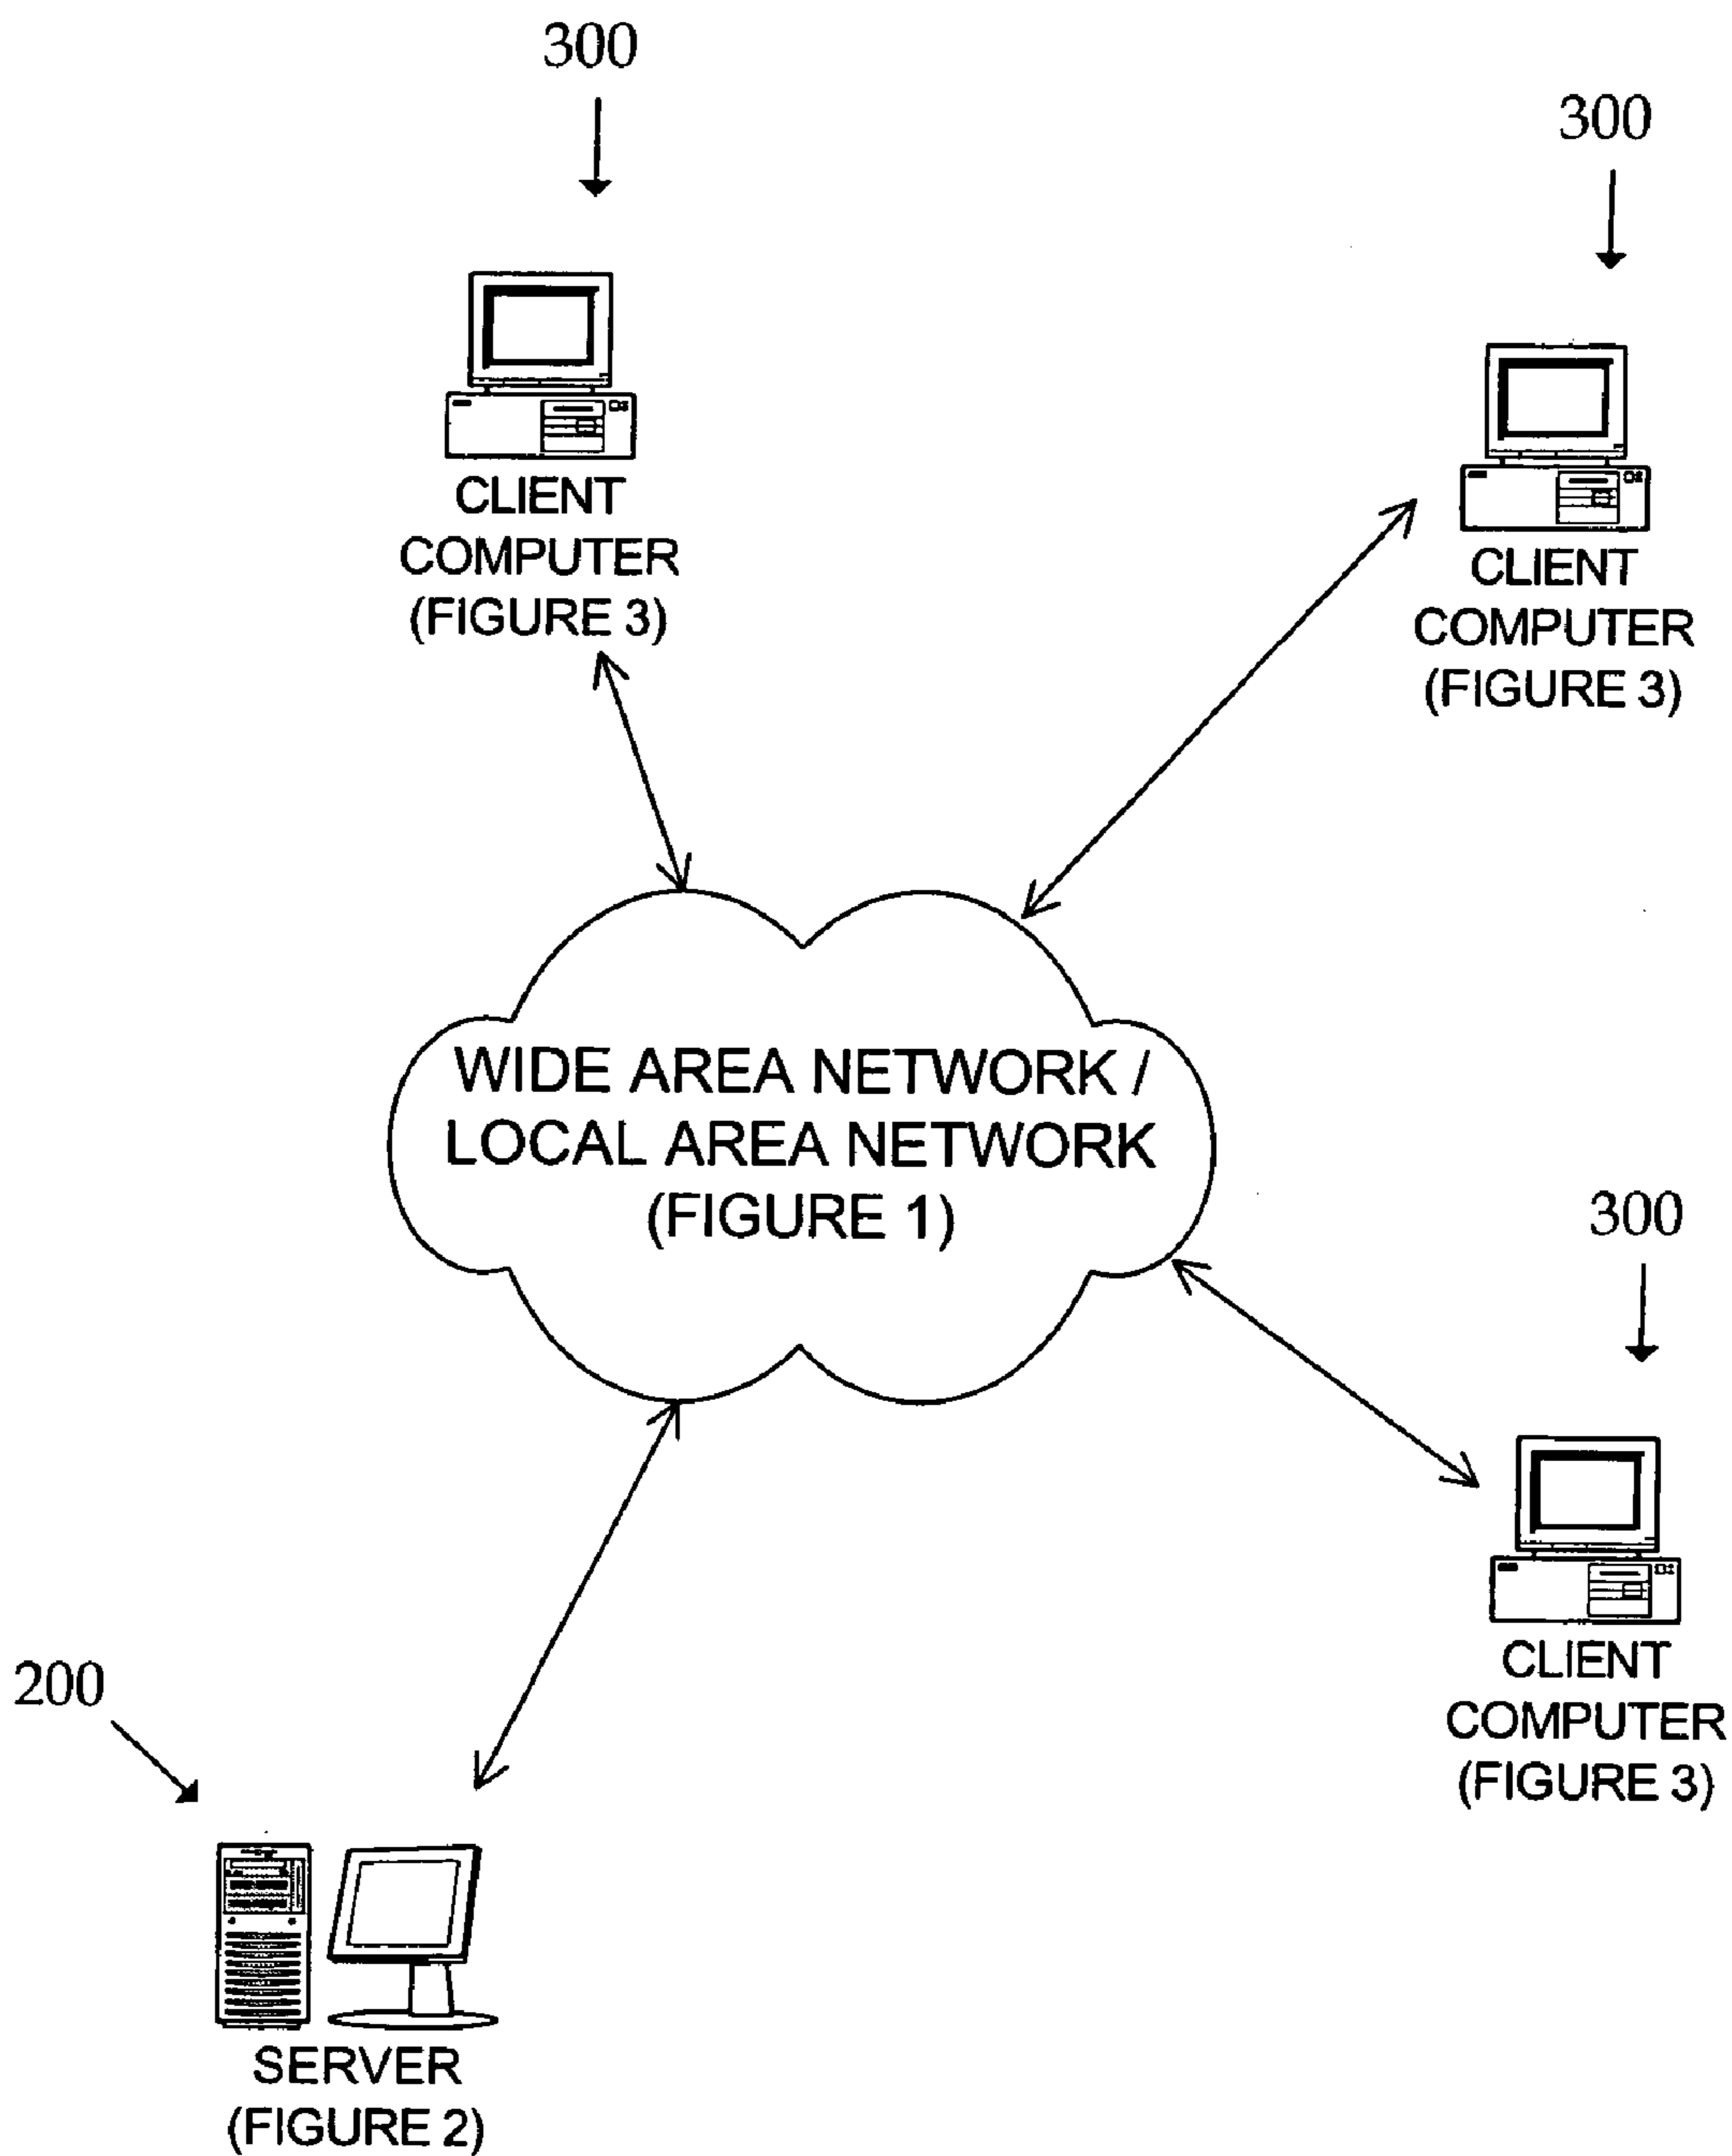 300
300
CLIENT
COMPUTER
(FIGURE 3)
CLIENT
COMPUTER
(FIGURE 3)
WIDE AREA NETWORK /
LOCAL AREA NETWORK
(FIGURE 1)
300
CLIENT
COMPUTER
(FIGURE 3)
200
SERVER
(FIGURE 2)